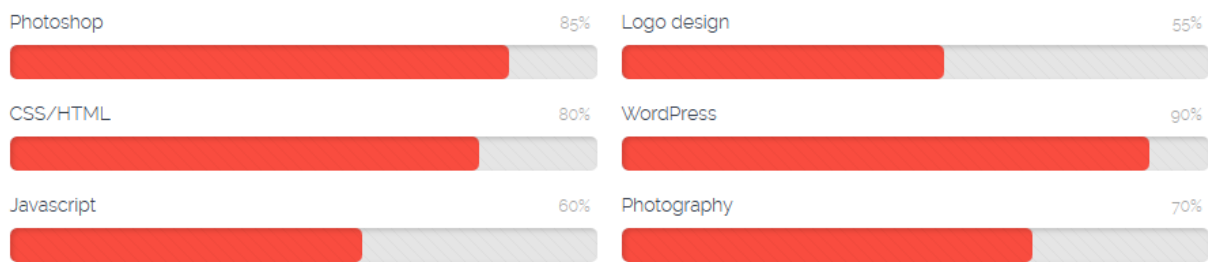 Photoshop 85%
Logo design 55%
CSS/HTML 80%
WordPress 90%
Javascript 60%
Photography 70%